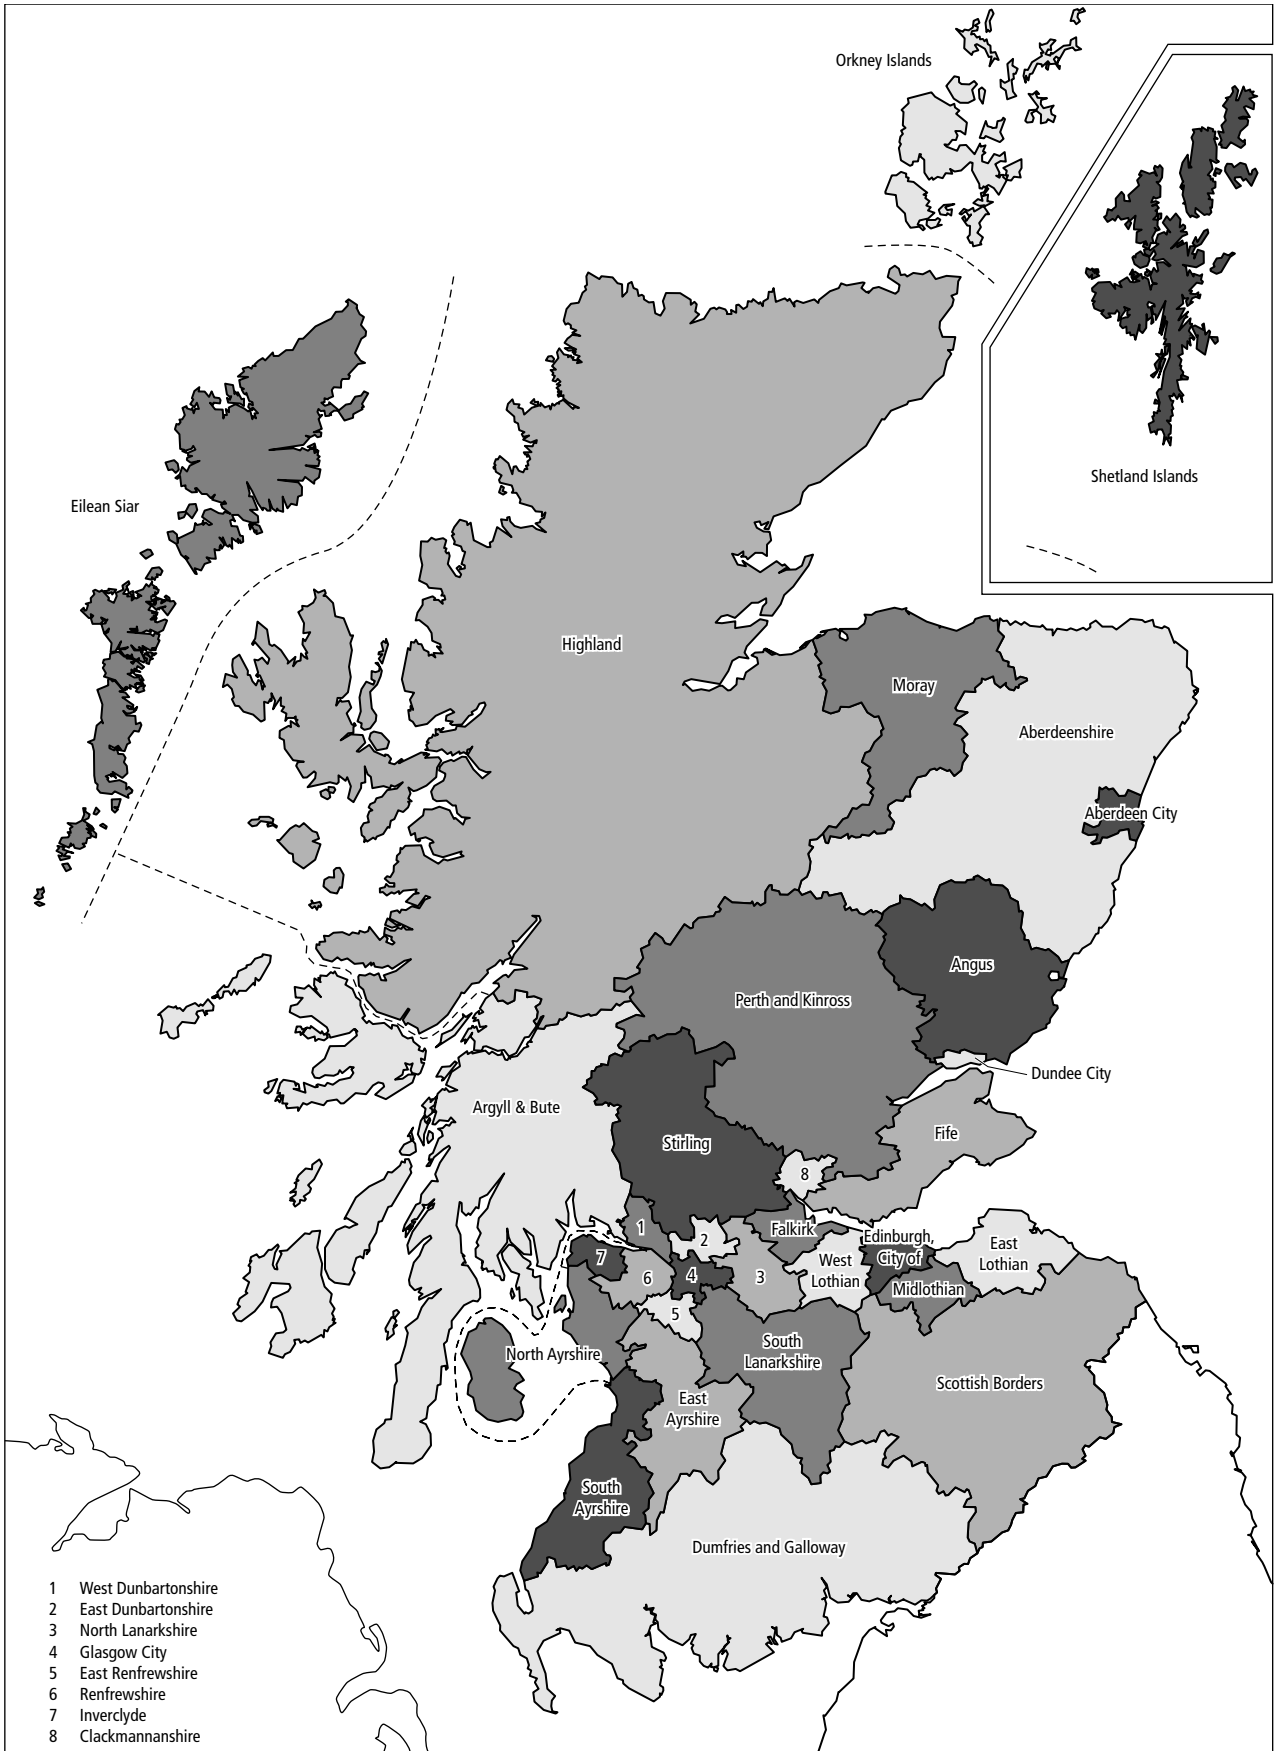 Orkney Islands
Shetland Islands
Eilean Siar
Highland
Moray
Aberdeenshire
Aberdeen City
Angus
Perth and Kinross
Dundee City
Argyll & Bute
Fife
Stirling
8
1
2
Falkirk
Edinburgh,
City of
East
Lothian
7
6
4
3
West
Lothian
Midlothian
5
North Ayrshire
South
Lanarkshire
Scottish Borders
East
Ayrshire
South
Ayrshire
Dumfries and Galloway
1 West Dunbartonshire
2 East Dunbartonshire
3 North Lanarkshire
4 Glasgow City
5 East Renfrewshire
6 Renfrewshire
7 Inverclyde
8 Clackmannanshire